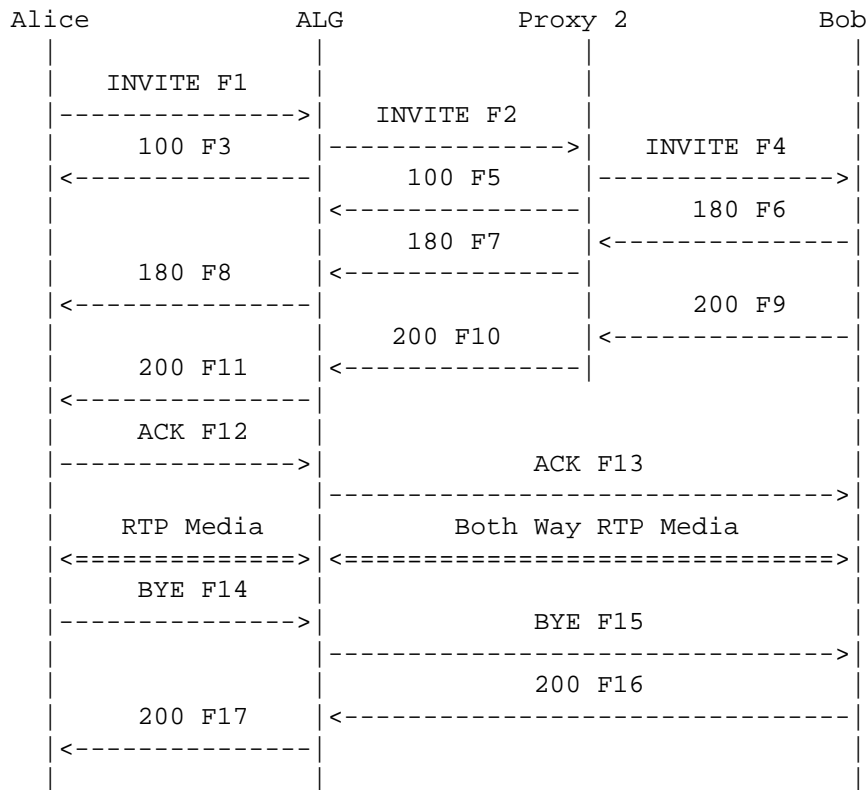 Alice ALG Proxy 2 Bob
INVITE F1
INVITE F2
100 F3 INVITE F4
100 F5
180 F6
180 F7
180 F8
200 F9
200 F10
200 F11
ACK F12
ACK F13
RTP Media Both Way RTP Media
BYE F14
BYE F15
200 F16
200 F17